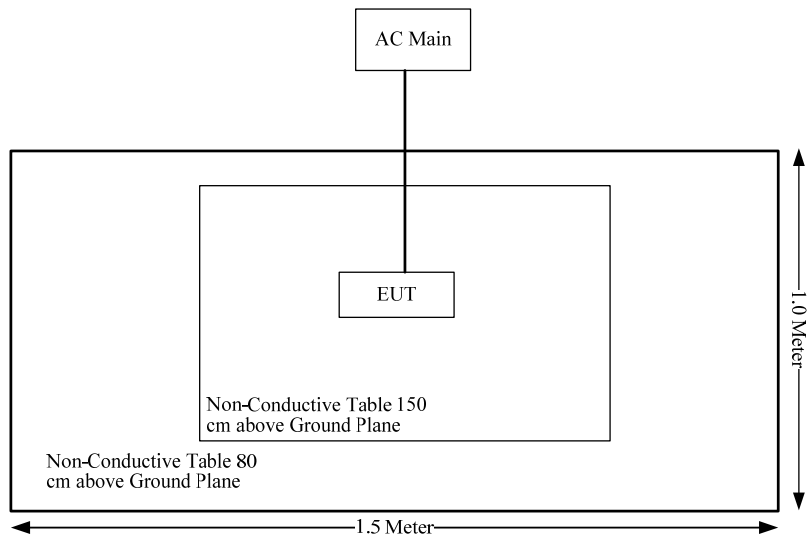 AC Main
EUT
Non-Conductive Table 150
cm above Ground Plane
Non-Conductive Table 80
cm above Ground Plane
1.0 Meter
1.5 Meter